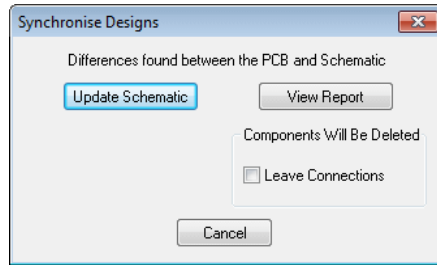 Synchronise Designs
Differences found between the PCB and Schematic
Update Schematic
View Report
Components Will Be Deleted
Leave Connections
Cancel